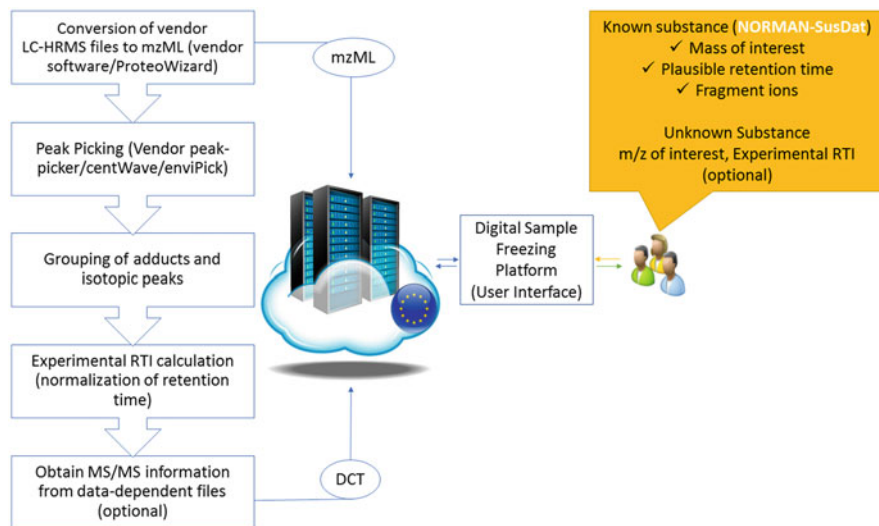 Conversion of vendor
LC-HRMS files to mzML (vendor
software/ProteoWizard)
Peak Picking (Vendor peak-
picker/centWave/enviPick)
Grouping of adducts and
isotopic peaks
Experimental RTI calculation
(normalization of retention
time)
Obtain MS/MS information
from data-dependent files
(optional)
mzML
DCT
Digital Sample
Freezing
Platform
(User Interface)
Known substance (NORMAN-SusDat)
✓ Mass of interest
✓ Plausible retention time
✓ Fragment ions
Unknown Substance
m/z of interest, Experimental RTI
(optional)